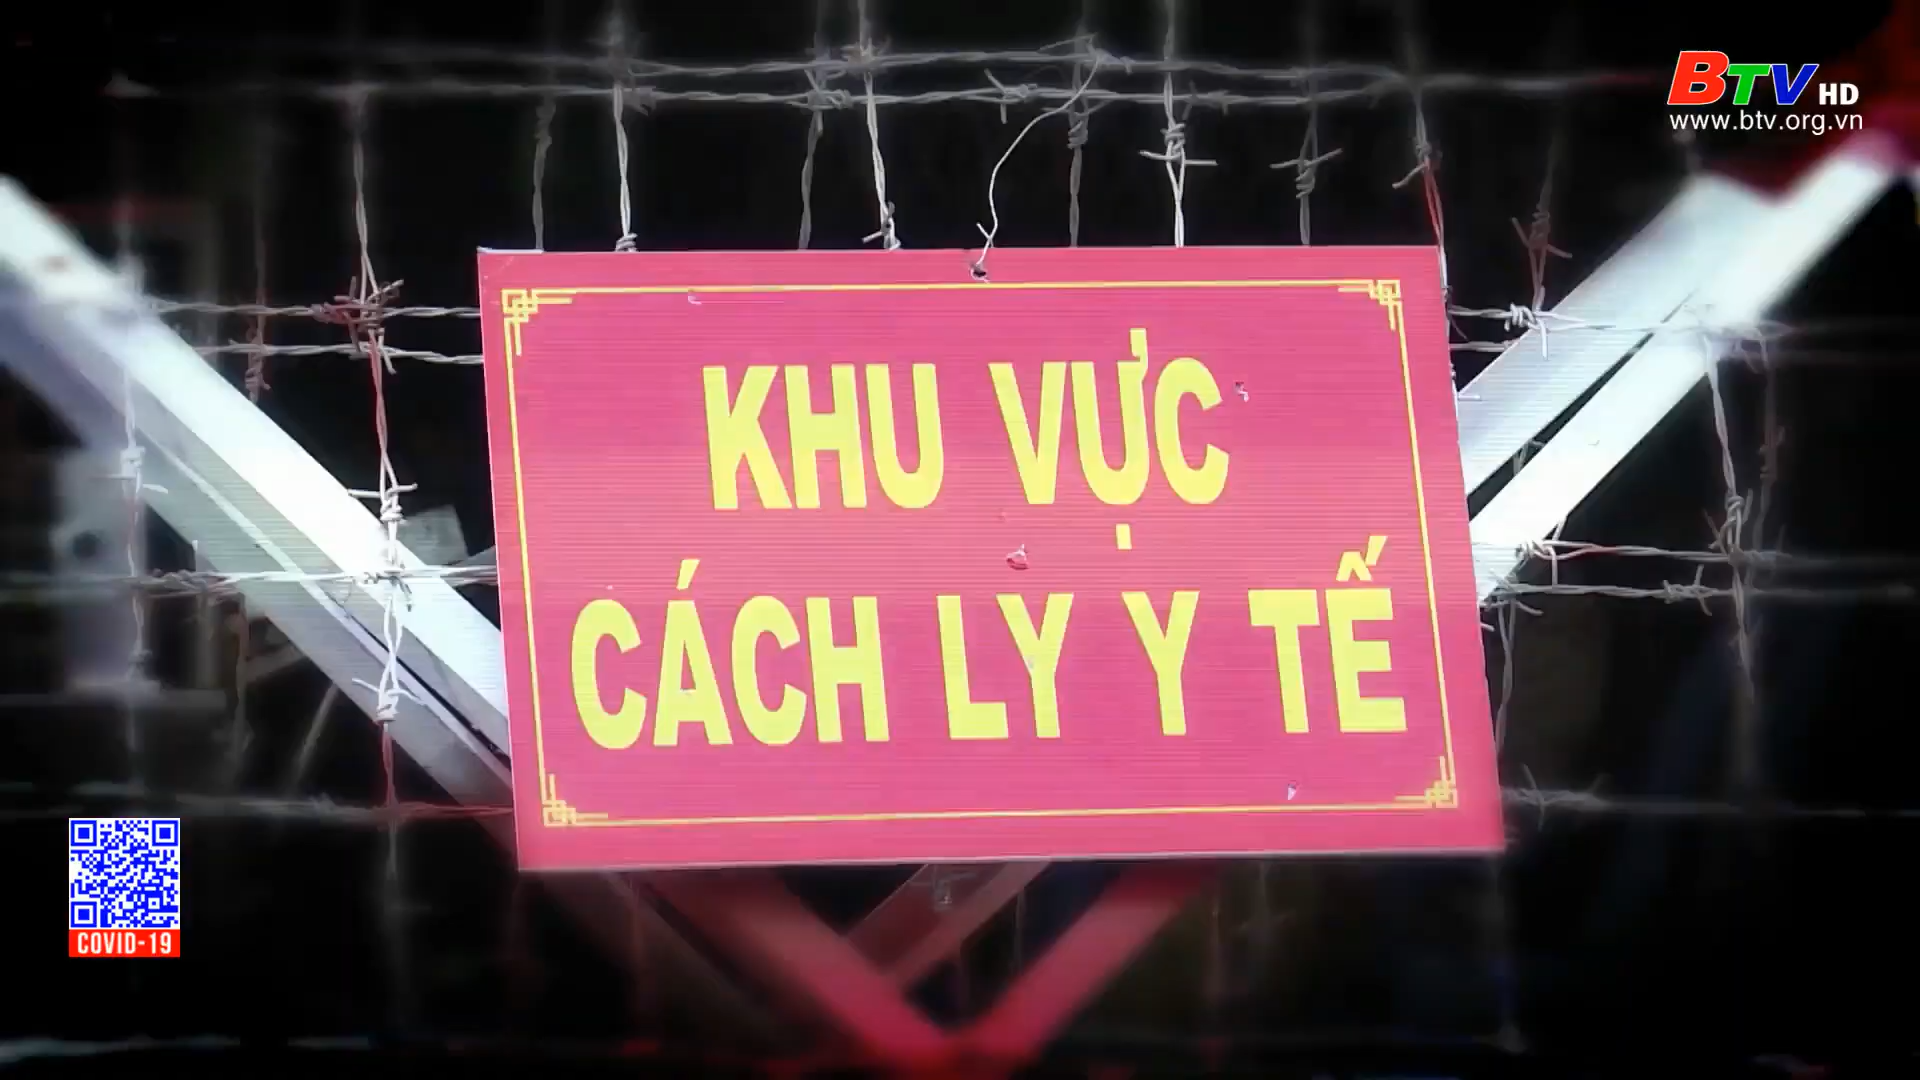 BTV HD
www.btv.org.vn
KHU VỰC
CÁCH LY Y TẾ
COVID-19